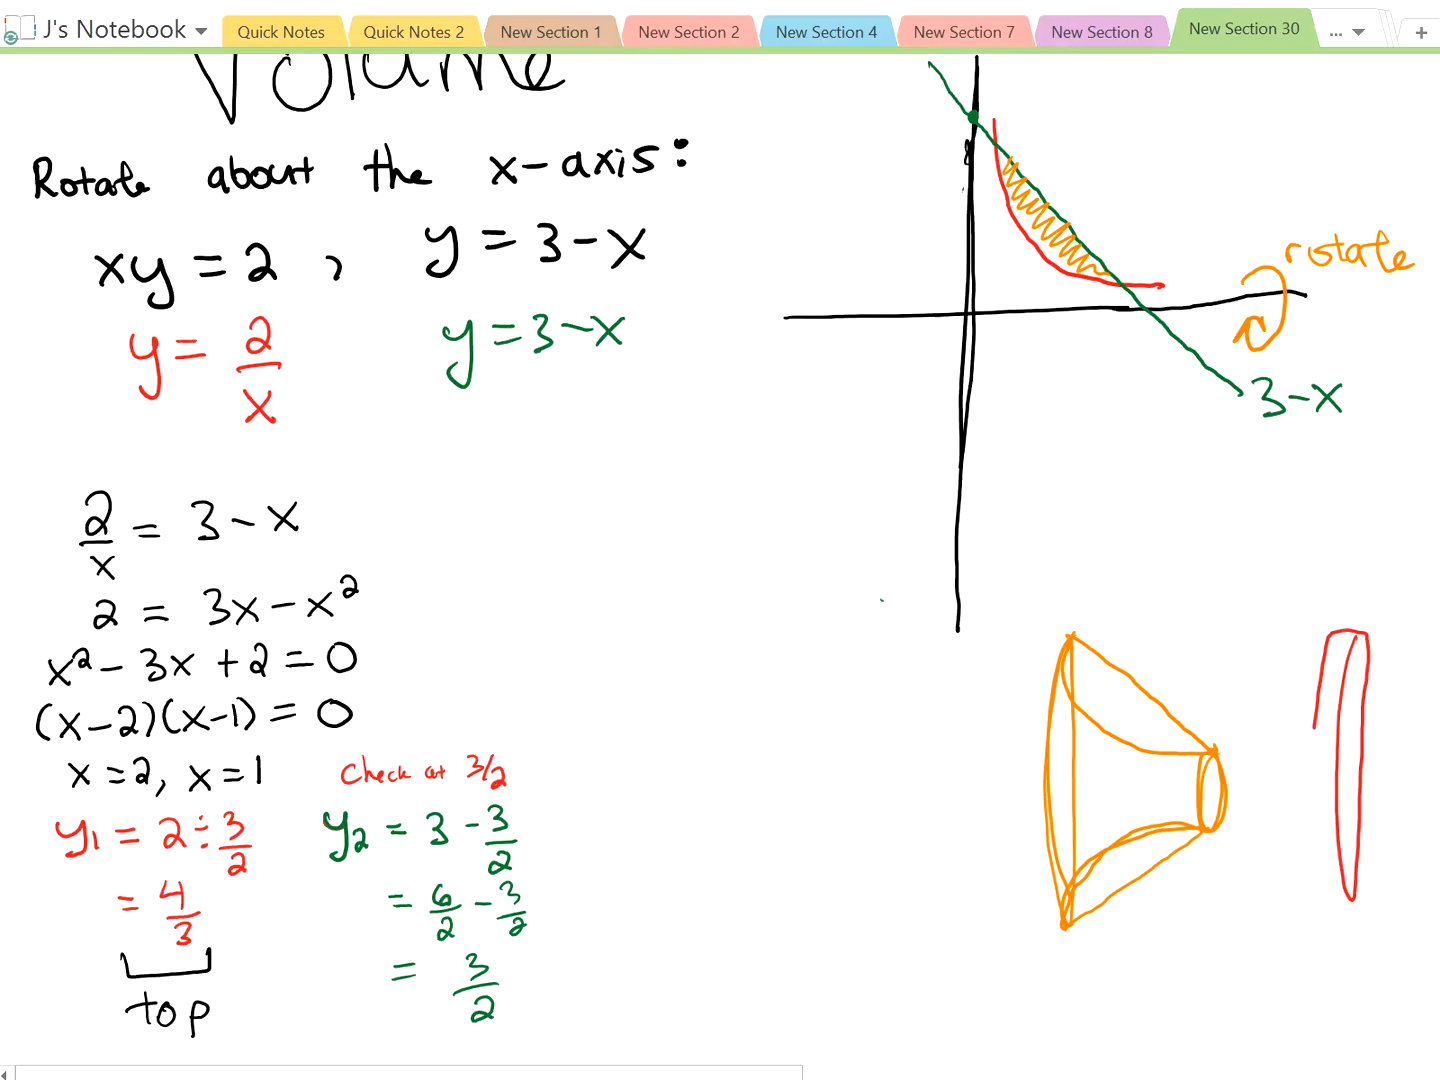 J's Notebook
Quick Notes
Quick Notes 2
New Section 1
New Section 2
New Section 4
New Section 7
New Section 8
New Section 30
...
+
Volume
Rotate about the x-axis:
xy = 2 , y = 3 - x
y = 2/x y = 3 - x
2/x = 3 - x
2 = 3x - x²
x² - 3x + 2 = 0
(x-2)(x-1) = 0
x = 2, x = 1
y₁ = 2 ÷ 3/2
= 4/3
top
Check at 3/2
y₂ = 3 - 3/2
= 6/2 - 3/2
= 3/2
rotate
3-x